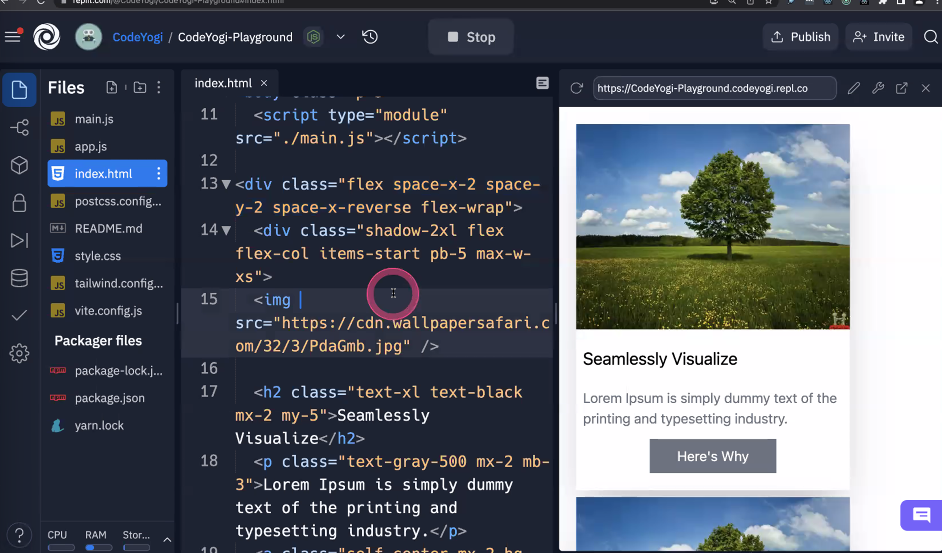 replit.com/@CodeYogi/CodeYogi-Playground#index.html
CodeYogi / CodeYogi-Playground
Stop
Publish
Invite
Files
main.js
app.js
index.html
postcss.config...
README.md
style.css
tailwind.config...
vite.config.js
Packager files
package-lock.j...
package.json
yarn.lock
CPU RAM Stor...
index.html ×
11 <script type="module"
src="./main.js"></script>
12
13 <div class="flex space-x-2 space-
y-2 space-x-reverse flex-wrap">
14 <div class="shadow-2xl flex
flex-col items-start pb-5 max-w-
xs">
15 <img
src="https://cdn.wallpapersafari.c
om/32/3/PdaGmb.jpg" />
16
17 <h2 class="text-xl text-black
mx-2 my-5">Seamlessly
Visualize</h2>
18 <p class="text-gray-500 mx-2 mb-
3">Lorem Ipsum is simply dummy
text of the printing and
typesetting industry.</p>
https://CodeYogi-Playground.codeyogi.repl.co
Seamlessly Visualize
Lorem Ipsum is simply dummy text of the
printing and typesetting industry.
Here's Why